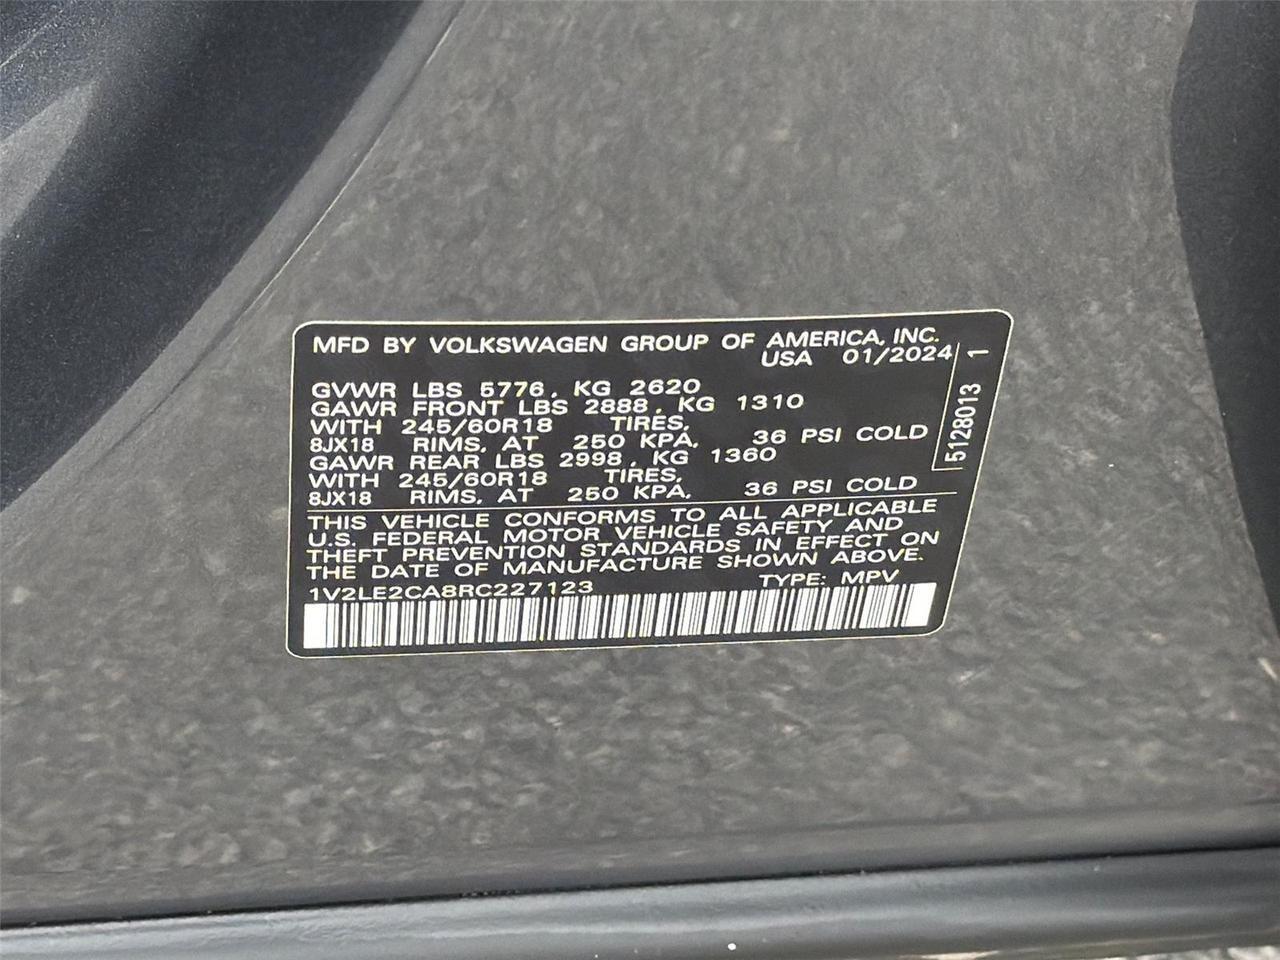 MFD BY VOLKSWAGEN GROUP OF AMERICA, INC.
USA 01/2024
GVWR LBS 5776, KG 2620
GAWR FRONT LBS 2888, KG 1310
WITH 245/60R18 TIRES,
8JX18 RIMS, AT 250 KPA, 36 PSI COLD
GAWR REAR LBS 2998, KG 1360
WITH 245/60R18 TIRES,
8JX18 RIMS, AT 250 KPA, 36 PSI COLD
THIS VEHICLE CONFORMS TO ALL APPLICABLE
U.S. FEDERAL MOTOR VEHICLE SAFETY AND
THEFT PREVENTION STANDARDS IN EFFECT ON
THE DATE OF MANUFACTURE SHOWN ABOVE.
1V2LE2CA8RC227123 TYPE: MPV
5128013 1